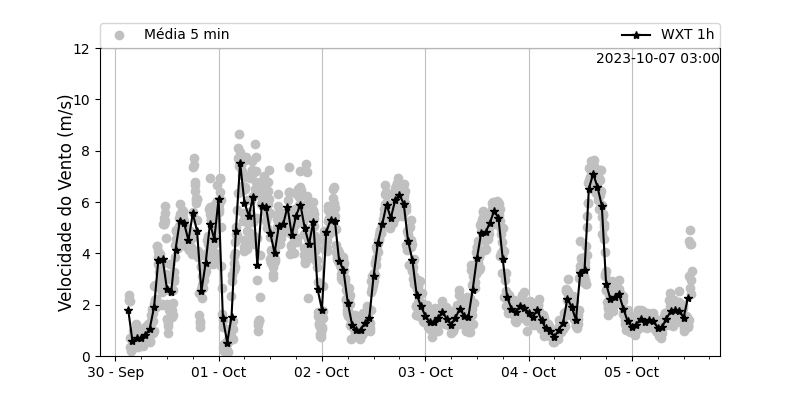 Média 5 min
WXT 1h
2023-10-07 03:00
Velocidade do Vento (m/s)
12
10
8
6
4
2
0
30 - Sep
01 - Oct
02 - Oct
03 - Oct
04 - Oct
05 - Oct